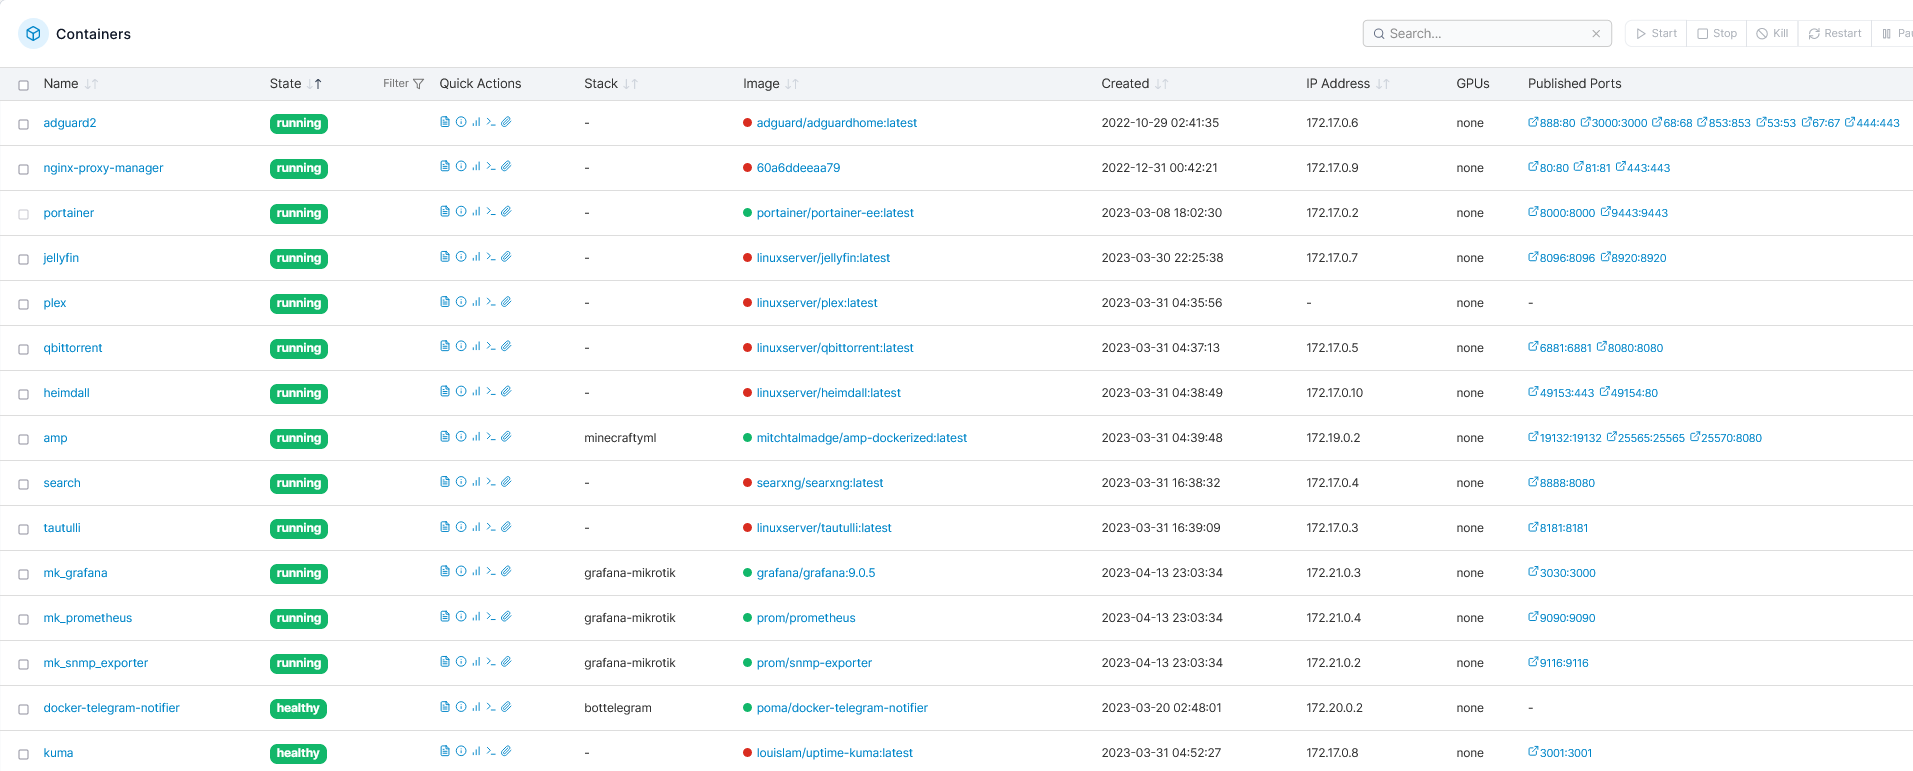 Containers Search... Start Stop Kill Restart
Name State Filter Quick Actions Stack Image Created IP Address GPUs Published Ports
adguard2 running - adguard/adguardhome:latest 2022-10-29 02:41:35 172.17.0.6 none 888:80 3000:3000 68:68 853:853 53:53 67:67 444:443
nginx-proxy-manager running - 60a6ddeeaa79 2022-12-31 00:42:21 172.17.0.9 none 80:80 81:81 443:443
portainer running - portainer/portainer-ee:latest 2023-03-08 18:02:30 172.17.0.2 none 8000:8000 9443:9443
jellyfin running - linuxserver/jellyfin:latest 2023-03-30 22:25:38 172.17.0.7 none 8096:8096 8920:8920
plex running - linuxserver/plex:latest 2023-03-31 04:35:56 - none -
qbittorrent running - linuxserver/qbittorrent:latest 2023-03-31 04:37:13 172.17.0.5 none 6881:6881 8080:8080
heimdall running - linuxserver/heimdall:latest 2023-03-31 04:38:49 172.17.0.10 none 49153:443 49154:80
amp running minecraftyml mitchtalmadge/amp-dockerized:latest 2023-03-31 04:39:48 172.19.0.2 none 19132:19132 25565:25565 25570:8080
search running - searxng/searxng:latest 2023-03-31 16:38:32 172.17.0.4 none 8888:8080
tautulli running - linuxserver/tautulli:latest 2023-03-31 16:39:09 172.17.0.3 none 8181:8181
mk_grafana running grafana-mikrotik grafana/grafana:9.0.5 2023-04-13 23:03:34 172.21.0.3 none 3030:3000
mk_prometheus running grafana-mikrotik prom/prometheus 2023-04-13 23:03:34 172.21.0.4 none 9090:9090
mk_snmp_exporter running grafana-mikrotik prom/snmp-exporter 2023-04-13 23:03:34 172.21.0.2 none 9116:9116
docker-telegram-notifier healthy bottelegram poma/docker-telegram-notifier 2023-03-20 02:48:01 172.20.0.2 none -
kuma healthy - louislam/uptime-kuma:latest 2023-03-31 04:52:27 172.17.0.8 none 3001:3001